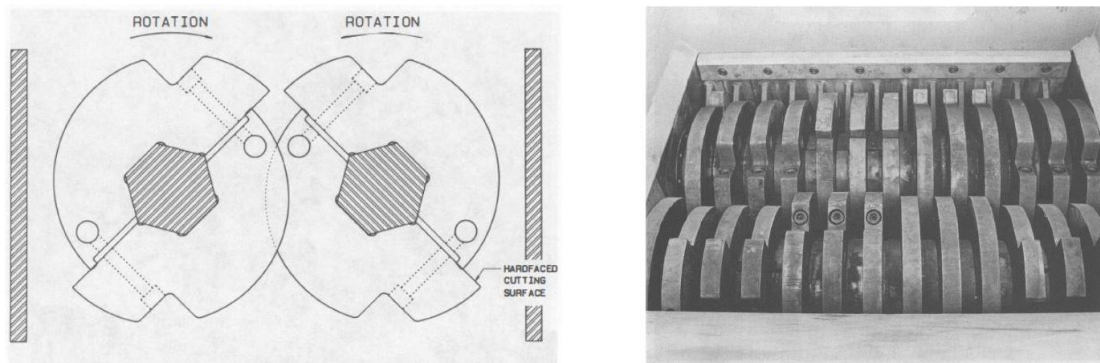 ROTATION
ROTATION
HARDFACED
CUTTING
SURFACE